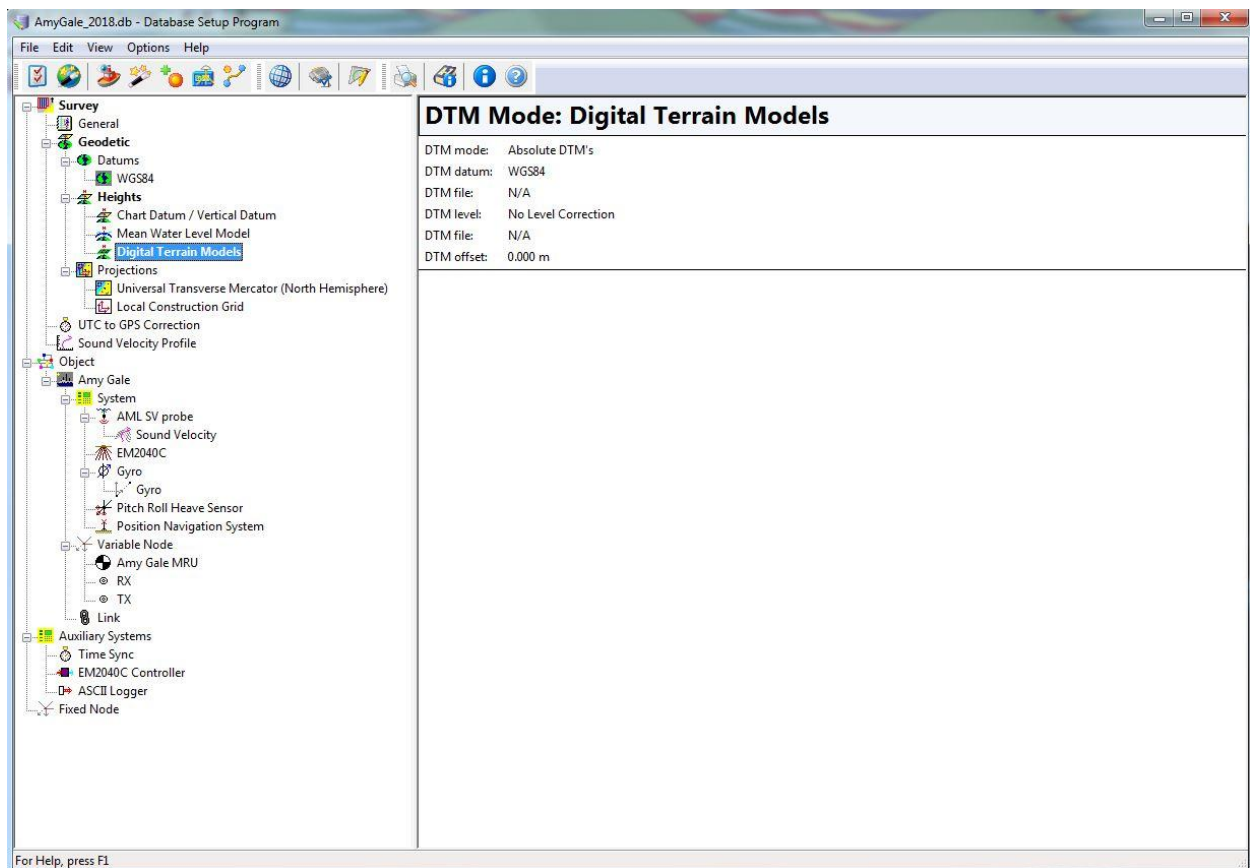 AmyGale_2018.db - Database Setup Program
File Edit View Options Help
Survey
General
Geodetic
Datums
WGS84
Heights
Chart Datum / Vertical Datum
Mean Water Level Model
Digital Terrain Models
Projections
Universal Transverse Mercator (North Hemisphere)
Local Construction Grid
UTC to GPS Correction
Sound Velocity Profile
Object
Amy Gale
System
AML SV probe
Sound Velocity
EM2040C
Gyro
Gyro
Pitch Roll Heave Sensor
Position Navigation System
Variable Node
Amy Gale MRU
RX
TX
Link
Auxiliary Systems
Time Sync
EM2040C Controller
ASCII Logger
Fixed Node
DTM Mode: Digital Terrain Models
DTM mode: Absolute DTM's
DTM datum: WGS84
DTM file: N/A
DTM level: No Level Correction
DTM file: N/A
DTM offset: 0.000 m
For Help, press F1